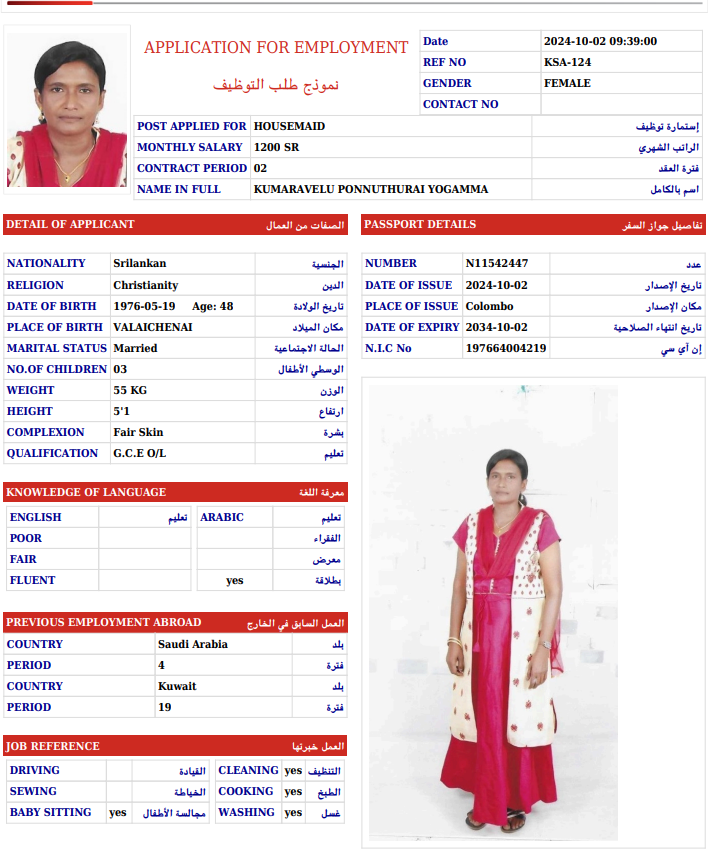 APPLICATION FOR EMPLOYMENT
نموذج طلب التوظيف
Date 2024-10-02 09:39:00
REF NO KSA-124
GENDER FEMALE
CONTACT NO
POST APPLIED FOR HOUSEMAID إستمارة توظيف
MONTHLY SALARY 1200 SR الراتب الشهري
CONTRACT PERIOD 02 فترة العقد
NAME IN FULL KUMARAVELU PONNUTHURAI YOGAMMA اسم بالكامل
DETAIL OF APPLICANT الصفات من العمال
NATIONALITY Srilankan الجنسية
RELIGION Christianity الدين
DATE OF BIRTH 1976-05-19 Age: 48 تاريخ الولادة
PLACE OF BIRTH VALAICHENAI مكان الميلاد
MARITAL STATUS Married الحالة الاجتماعية
NO.OF CHILDREN 03 الوسطي الأطفال
WEIGHT 55 KG الوزن
HEIGHT 5'1 ارتفاع
COMPLEXION Fair Skin بشرة
QUALIFICATION G.C.E O/L تعليم
PASSPORT DETAILS تفاصيل جواز السفر
NUMBER N11542447 عدد
DATE OF ISSUE 2024-10-02 تاريخ الإصدار
PLACE OF ISSUE Colombo مكان الإصدار
DATE OF EXPIRY 2034-10-02 تاريخ انتهاء الصلاحية
N.I.C No 197664004219 إن آي سي
KNOWLEDGE OF LANGUAGE معرفة اللغة
ENGLISH تعليم ARABIC تعليم
POOR الفقراء
FAIR معرض
FLUENT yes بطلاقة
PREVIOUS EMPLOYMENT ABROAD العمل السابق في الخارج
COUNTRY Saudi Arabia بلد
PERIOD 4 فترة
COUNTRY Kuwait بلد
PERIOD 19 فترة
JOB REFERENCE العمل خبرتها
DRIVING القيادة CLEANING yes التنظيف
SEWING الخياطة COOKING yes الطبخ
BABY SITTING yes مجالسة الأطفال WASHING yes غسل